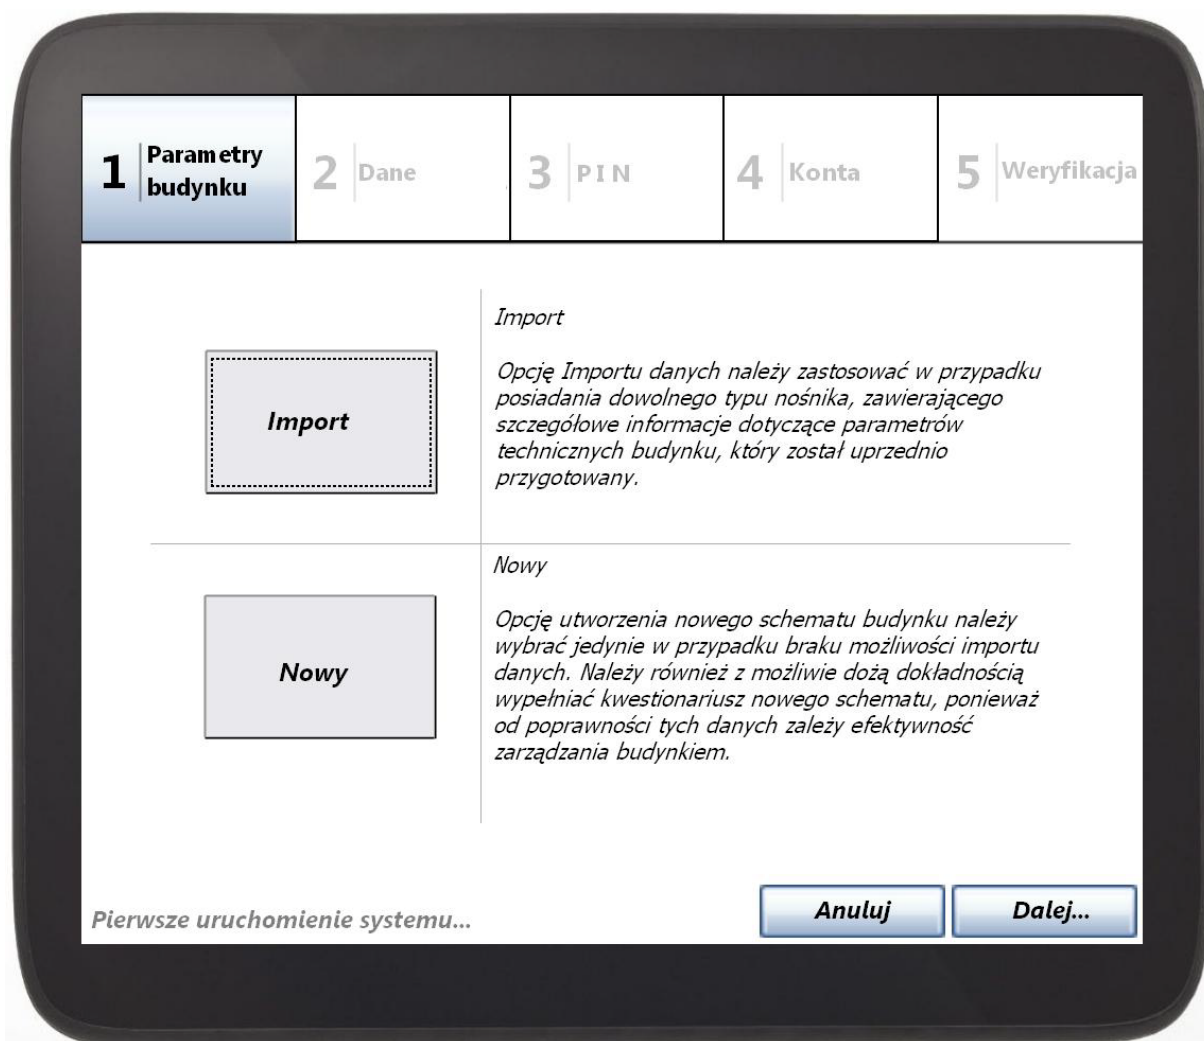 1 Parametry budynku
2 Dane
3 PIN
4 Konta
5 Weryfikacja
Import
Import
Opcję Importu danych należy zastosować w przypadku
posiadania dowolnego typu nośnika, zawierającego
szczegółowe informacje dotyczące parametrów
technicznych budynku, który został uprzednio
przygotowany.
Nowy
Nowy
Opcję utworzenia nowego schematu budynku należy
wybrać jedynie w przypadku braku możliwości importu
danych. Należy również z możliwie dożą dokładnością
wypełniać kwestionariusz nowego schematu, ponieważ
od poprawności tych danych zależy efektywność
zarządzania budynkiem.
Pierwsze uruchomienie systemu...
Anuluj
Dalej...